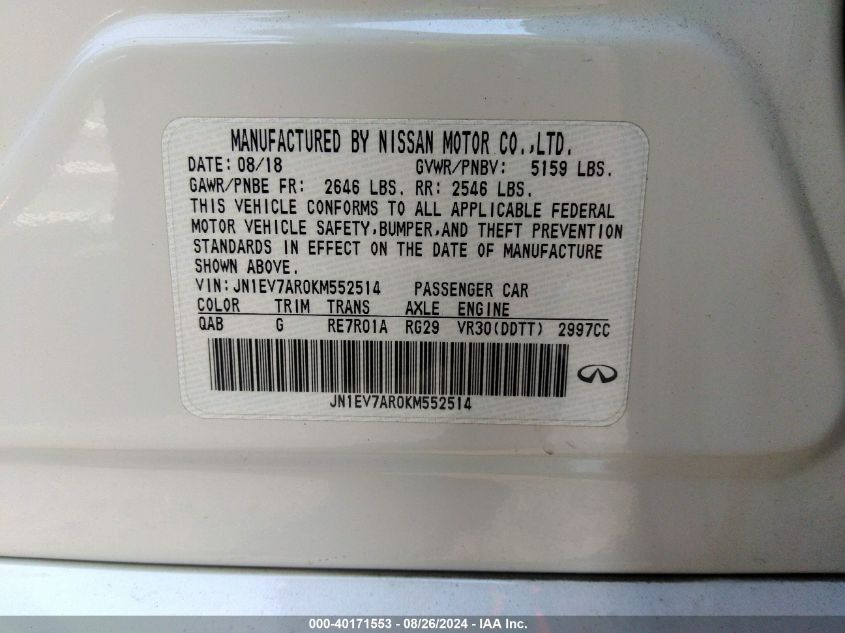 MANUFACTURED BY NISSAN MOTOR CO.,LTD.
DATE: 08/18 GVWR/PNBV: 5159 LBS.
GAWR/PNBE FR: 2646 LBS. RR: 2546 LBS.
THIS VEHICLE CONFORMS TO ALL APPLICABLE FEDERAL
MOTOR VEHICLE SAFETY,BUMPER,AND THEFT PREVENTION
STANDARDS IN EFFECT ON THE DATE OF MANUFACTURE
SHOWN ABOVE.
VIN:JN1EV7AR0KM552514 PASSENGER CAR
COLOR TRIM TRANS AXLE ENGINE
QAB G RE7R01A RG29 VR30(DDTT) 2997CC
JN1EV7AR0KM552514
000-40171553 - 08/26/2024 - IAA Inc.